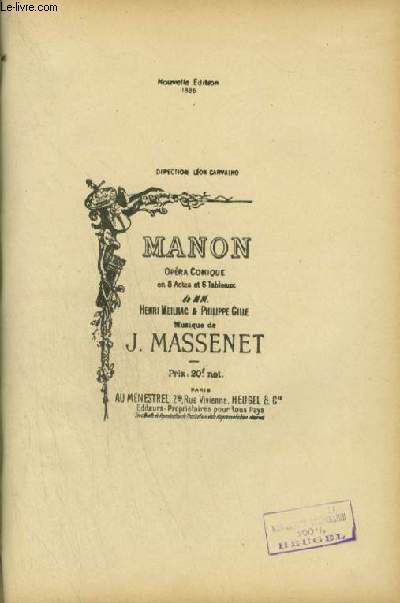 Nouvelle Edition
1895
DIRECTION LÉON CARVALHO
MANON
OPÉRA COMIQUE
en 5 Actes et 6 Tableaux
de MM.
HENRI MEILHAC & PHILIPPE GILLE
Musique de
J. MASSENET
Prix: 20f net.
PARIS
AU MÉNESTREL, 2bis, Rue Vivienne, HEUGEL & Cie
Editeurs-Propriétaires pour tous Pays
100 %
HEUGEL
LE-LIVRE.COM